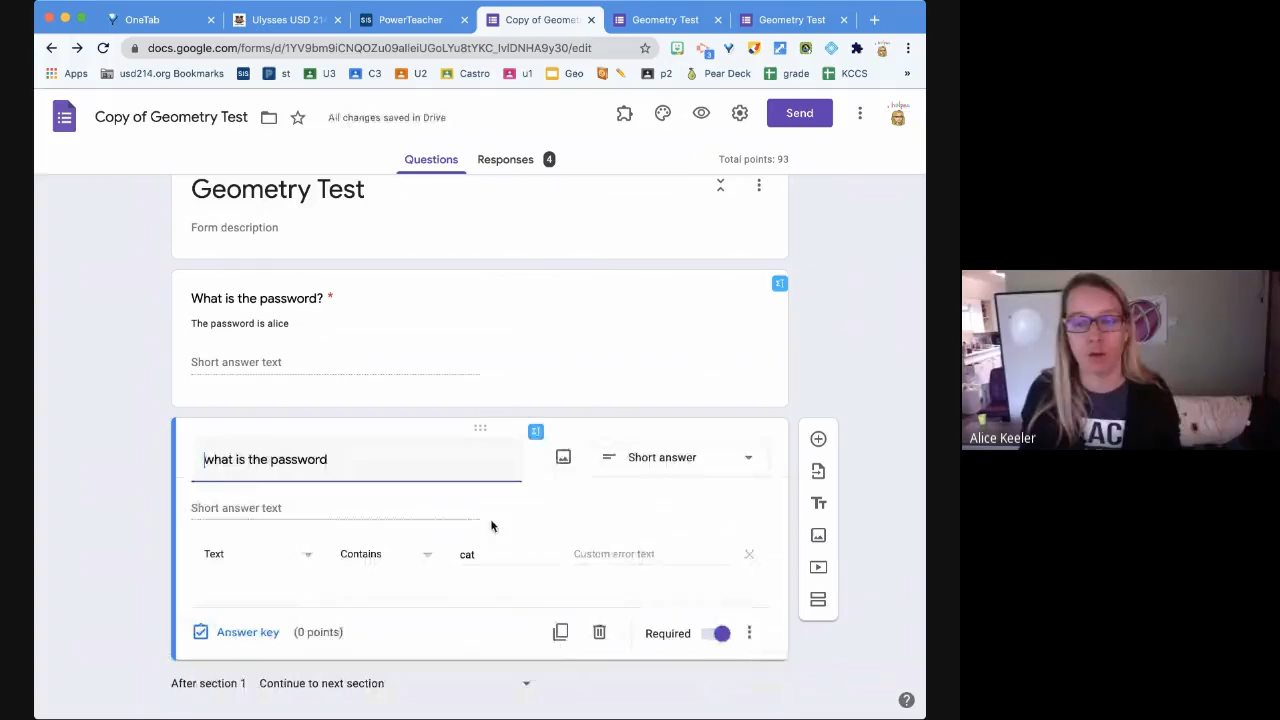 OneTab
Ulysses USD 21
PowerTeacher
Copy of Geomet
Geometry Test
Geometry Test
docs.google.com/forms/d/1YV9bm9iCNQOZu09alleiUGoLYu8tYKC_IvIDNHA9y30/edit
Apps
usd214.org Bookmarks
SIS
st
U3
C3
U2
Castro
u1
Geo
p2
Pear Deck
grade
KCCS
»
Copy of Geometry Test
All changes saved in Drive
Send
Questions
Responses
4
Total points: 93
Geometry Test
Form description
What is the password? *
The password is alice
Short answer text
what is the password
Short answer
Short answer text
Text
Contains
cat
Custom error text
Answer key
(0 points)
Required
After section 1
Continue to next section
Alice Keeler